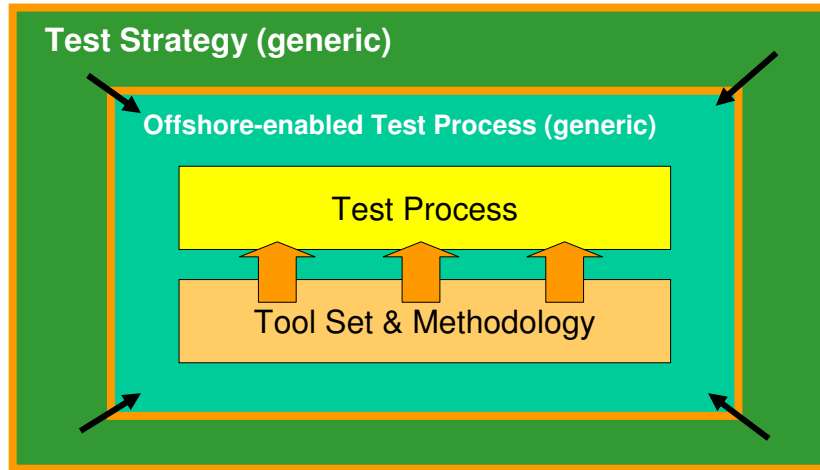 Test Strategy (generic)
Offshore-enabled Test Process (generic)
Test Process
Tool Set & Methodology